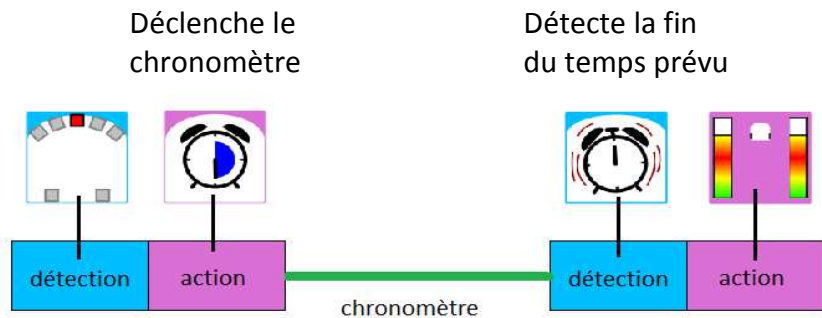 Déclenche le
chronomètre
Détecte la fin
du temps prévu
détection
action
chronomètre
détection
action